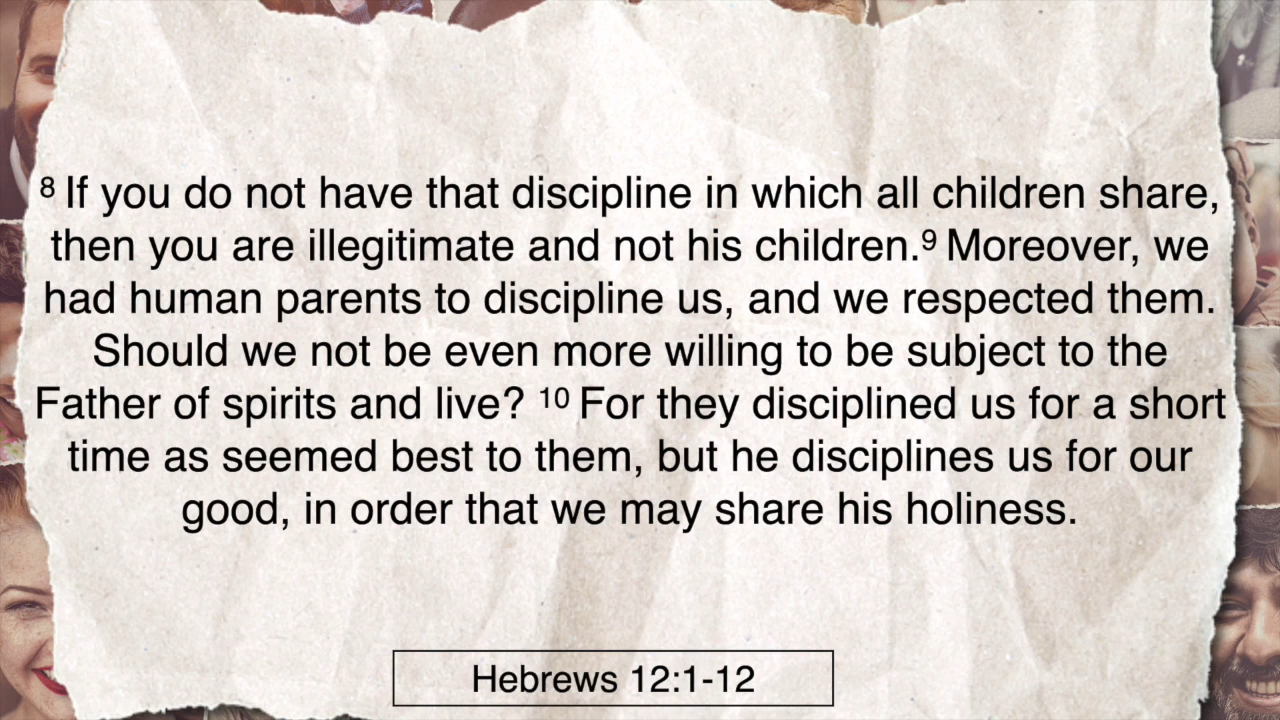 8 If you do not have that discipline in which all children share,
then you are illegitimate and not his children.9 Moreover, we
had human parents to discipline us, and we respected them.
Should we not be even more willing to be subject to the
Father of spirits and live? 10 For they disciplined us for a short
time as seemed best to them, but he disciplines us for our
good, in order that we may share his holiness.
Hebrews 12:1-12